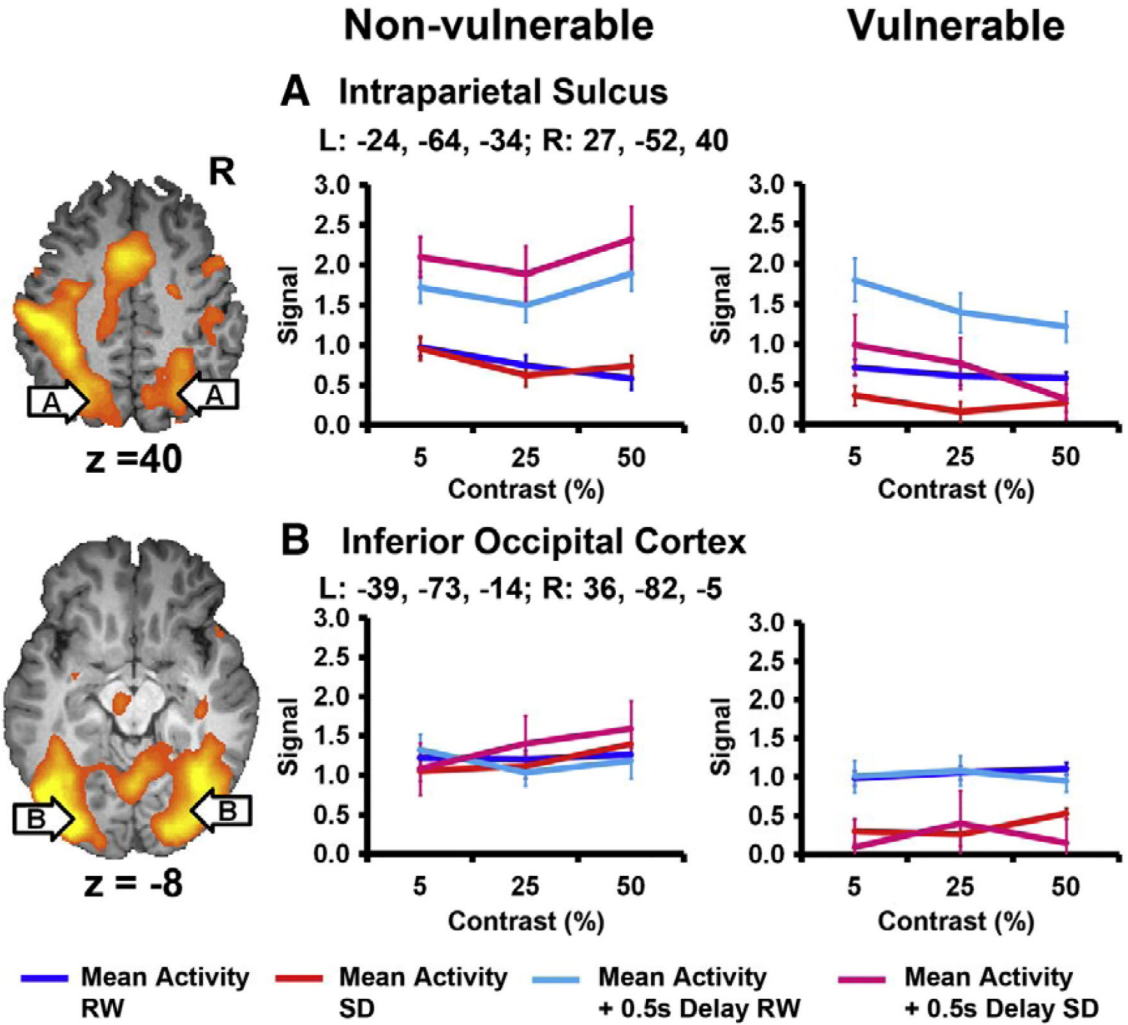 Non-vulnerable
Vulnerable
A Intraparietal Sulcus
L: -24, -64, -34; R: 27, -52, 40
R
A
A
z =40
Signal
3.0
2.5
2.0
1.5
1.0
0.5
0.0
5 25 50
Contrast (%)
Signal
3.0
2.5
2.0
1.5
1.0
0.5
0.0
5 25 50
Contrast (%)
B Inferior Occipital Cortex
L: -39, -73, -14; R: 36, -82, -5
B
B
z = -8
Signal
3.0
2.5
2.0
1.5
1.0
0.5
0.0
5 25 50
Contrast (%)
Signal
3.0
2.5
2.0
1.5
1.0
0.5
0.0
5 25 50
Contrast (%)
Mean Activity
RW
Mean Activity
SD
Mean Activity
+ 0.5s Delay RW
Mean Activity
+ 0.5s Delay SD